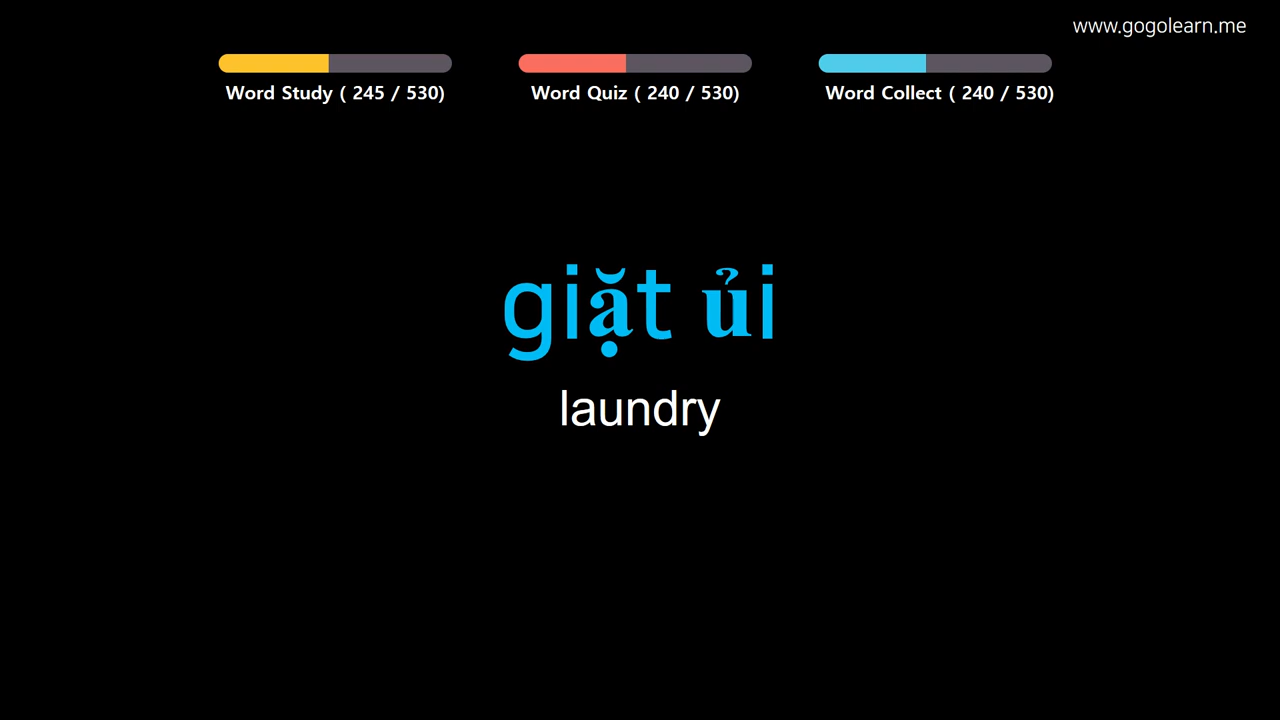 www.gogolearn.me
Word Study ( 245 / 530)
Word Quiz ( 240 / 530)
Word Collect ( 240 / 530)
giặt ủi
laundry